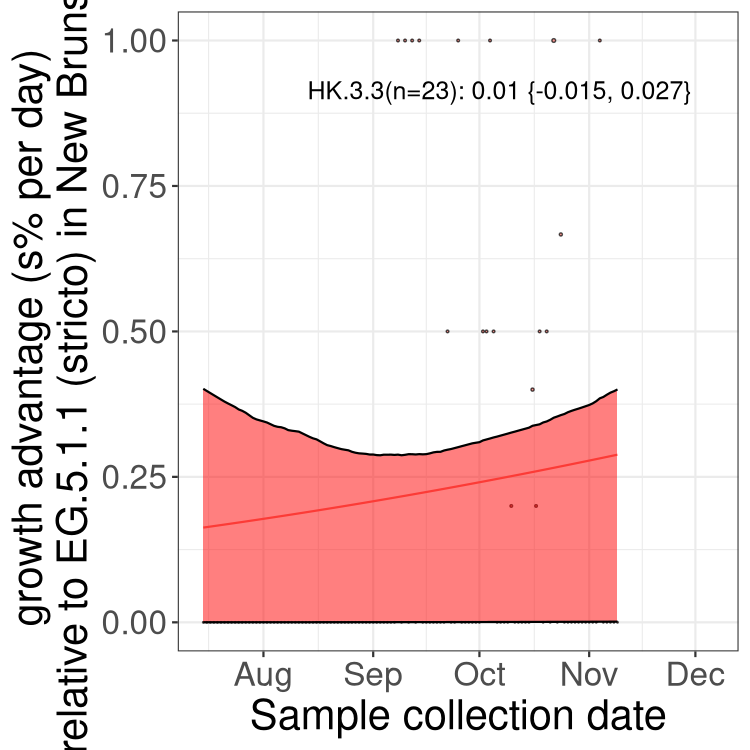 growth advantage (s% per day)
relative to EG.5.1.1 (stricto) in New Bruns
1.00
0.75
0.50
0.25
0.00
HK.3.3(n=23): 0.01 {-0.015, 0.027}
Aug Sep Oct Nov Dec
Sample collection date